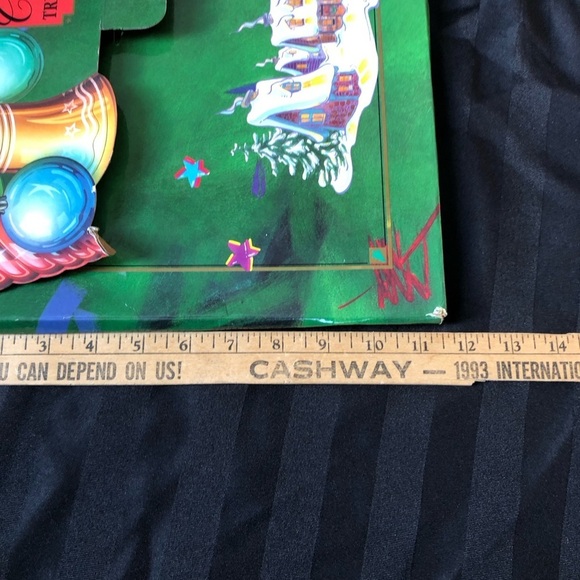 &
TR
3 4 5 6 7 8 9 10 11 12 13 14
U CAN DEPEND ON US! CASHWAY — 1993 INTERNATIO